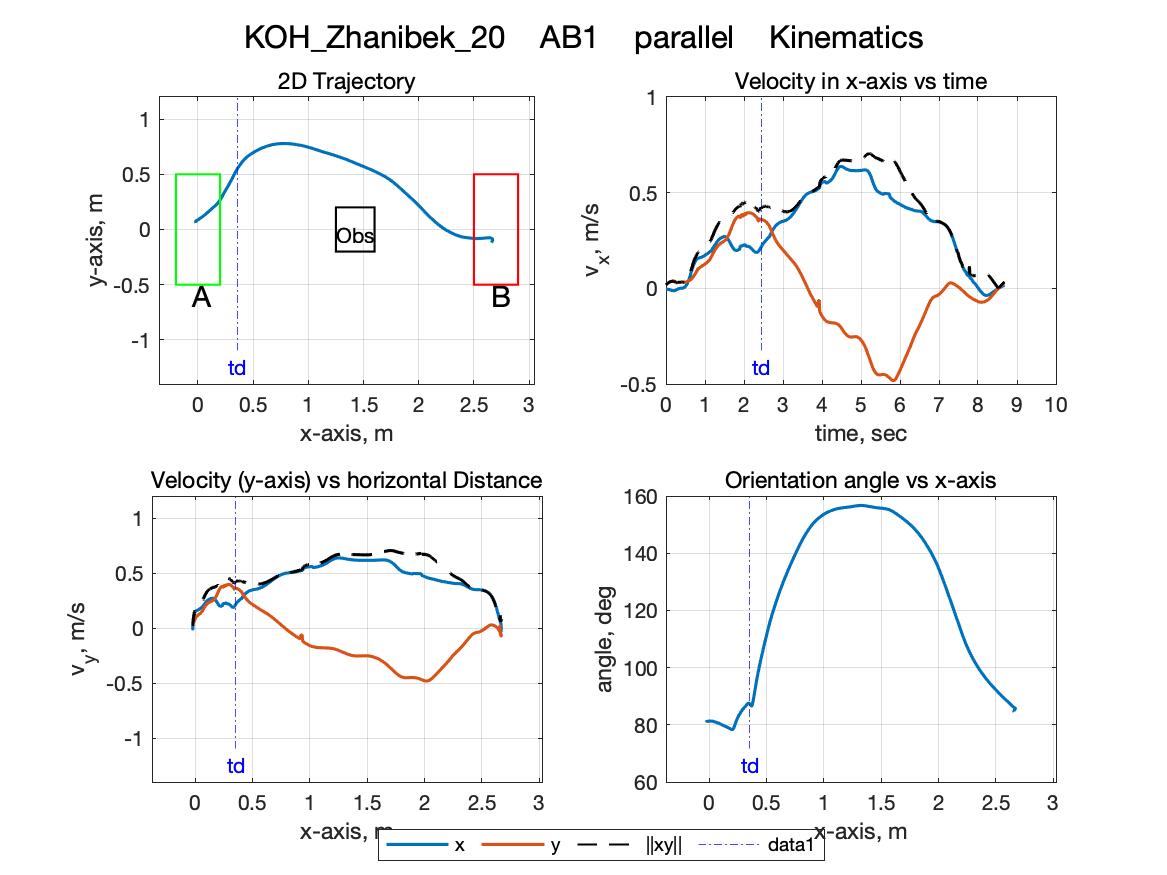 KOH_Zhanibek_20 AB1 parallel Kinematics
2D Trajectory
1
0.5
0
-0.5
-1
y-axis, m
Obs
A
B
td
0 0.5 1 1.5 2 2.5 3
x-axis, m
Velocity in x-axis vs time
1
0.5
0
-0.5
vx, m/s
td
0 1 2 3 4 5 6 7 8 9 10
time, sec
Velocity (y-axis) vs horizontal Distance
1
0.5
0
-0.5
-1
vy, m/s
td
0 0.5 1 1.5 2 2.5 3
x-axis, m
Orientation angle vs x-axis
160
140
120
100
80
60
angle, deg
td
0 0.5 1 1.5 2 2.5 3
x-axis, m
x y ||xy|| data1